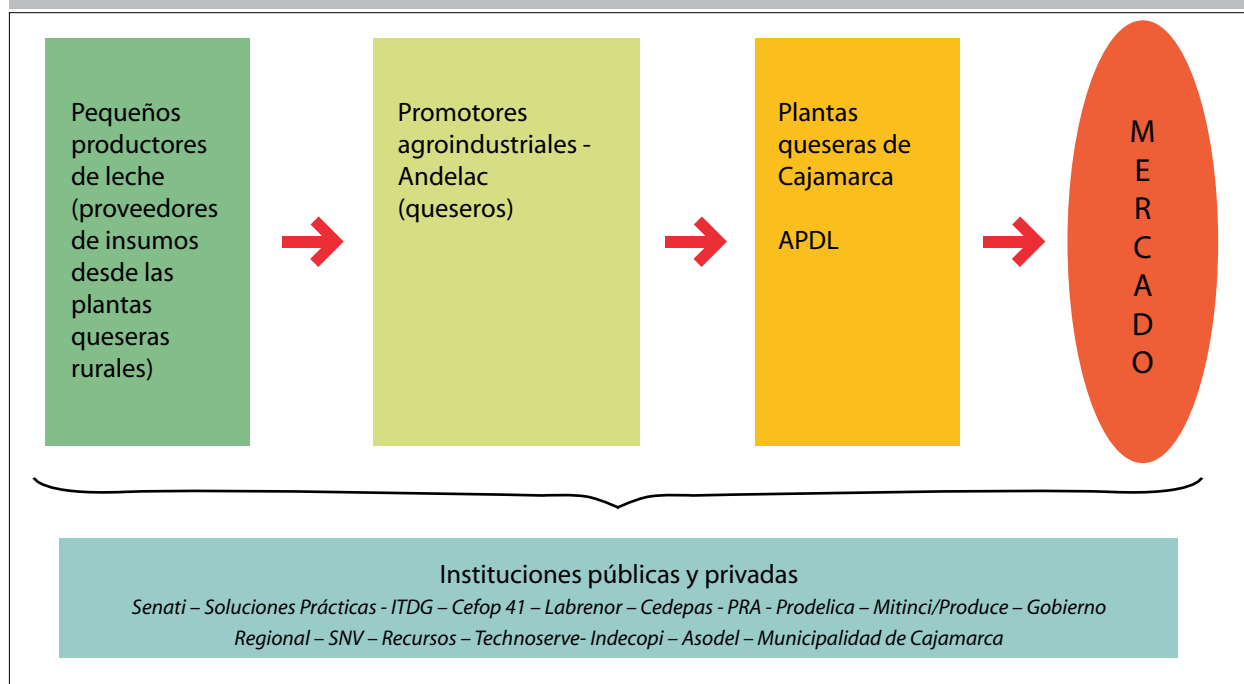 Pequeños
productores
de leche
(proveedores
de insumos
desde las
plantas
queseras
rurales)
Promotores
agroindustriales -
Andelac
(queseros)
Plantas
queseras de
Cajamarca
APDL
M
E
R
C
A
D
O
Instituciones públicas y privadas
Senati – Soluciones Prácticas - ITDG – Cefop 41 – Labrenor – Cedepas - PRA - Prodelica – Mitinci/Produce – Gobierno
Regional – SNV – Recursos – Technoserve- Indecopi – Asodel – Municipalidad de Cajamarca